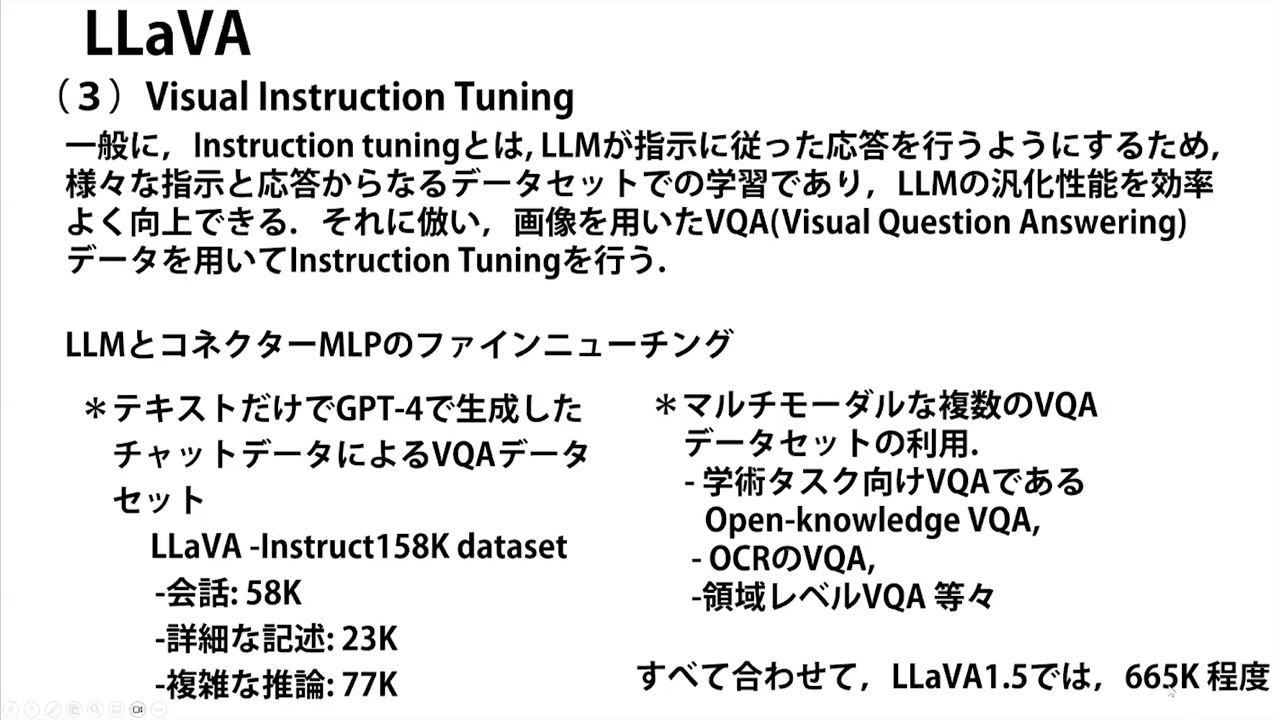 LLaVA
（３）Visual Instruction Tuning
一般に，Instruction tuningとは, LLMが指示に従った応答を行うようにするため,
様々な指示と応答からなるデータセットでの学習であり，LLMの汎化性能を効率
よく向上できる．それに倣い，画像を用いたVQA(Visual Question Answering)
データを用いてInstruction Tuningを行う.
LLMとコネクターMLPのファインニューチング
＊テキストだけでGPT-4で生成した
チャットデータによるVQAデータ
セット
LLaVA -Instruct158K dataset
-会話: 58K
-詳細な記述: 23K
-複雑な推論: 77K
＊マルチモーダルな複数のVQA
データセットの利用.
- 学術タスク向けVQAである
Open-knowledge VQA,
- OCRのVQA,
-領域レベルVQA 等々
すべて合わせて，LLaVA1.5では，665K 程度